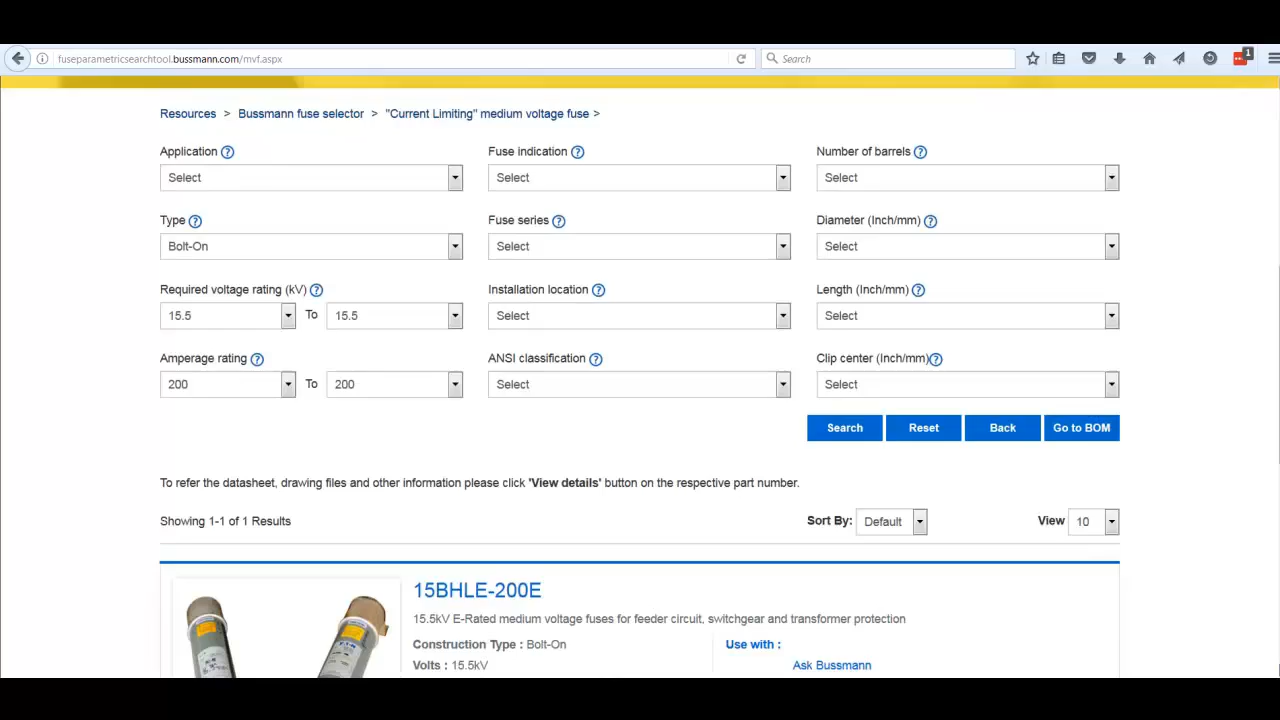 fuseparametricsearchtool.bussmann.com/mvf.aspx
Search
1
Resources > Bussmann fuse selector > "Current Limiting" medium voltage fuse >
Application ? Fuse indication ? Number of barrels ?
Select Select Select
Type ? Fuse series ? Diameter (Inch/mm) ?
Bolt-On Select Select
Required voltage rating (kV) ? Installation location ? Length (Inch/mm) ?
15.5 To 15.5 Select Select
Amperage rating ? ANSI classification ? Clip center (Inch/mm) ?
200 To 200 Select Select
Search Reset Back Go to BOM
To refer the datasheet, drawing files and other information please click 'View details' button on the respective part number.
Showing 1-1 of 1 Results Sort By: Default View 10
15BHLE-200E
15.5kV E-Rated medium voltage fuses for feeder circuit, switchgear and transformer protection
Construction Type : Bolt-On Use with :
Volts : 15.5kV Ask Bussmann